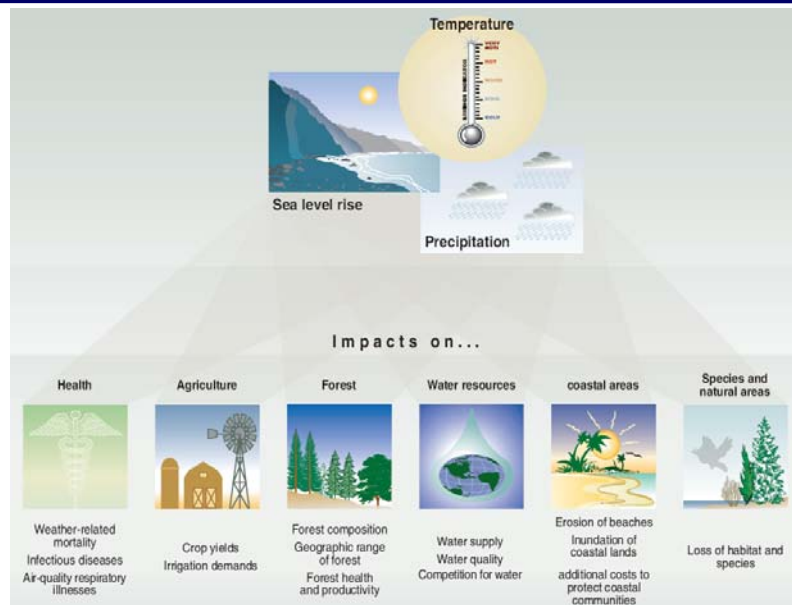 Temperature
Sea level rise
Precipitation
Impacts on...
Health
Agriculture
Forest
Water resources
coastal areas
Species and
natural areas
Weather-related
mortality
Infectious diseases
Air-quality respiratory
illnesses
Crop yields
Irrigation demands
Forest composition
Geographic range
of forest
Forest health
and productivity
Water supply
Water quality
Competition for water
Erosion of beaches
Inundation of
coastal lands
additional costs to
protect coastal
communities
Loss of habitat and
species